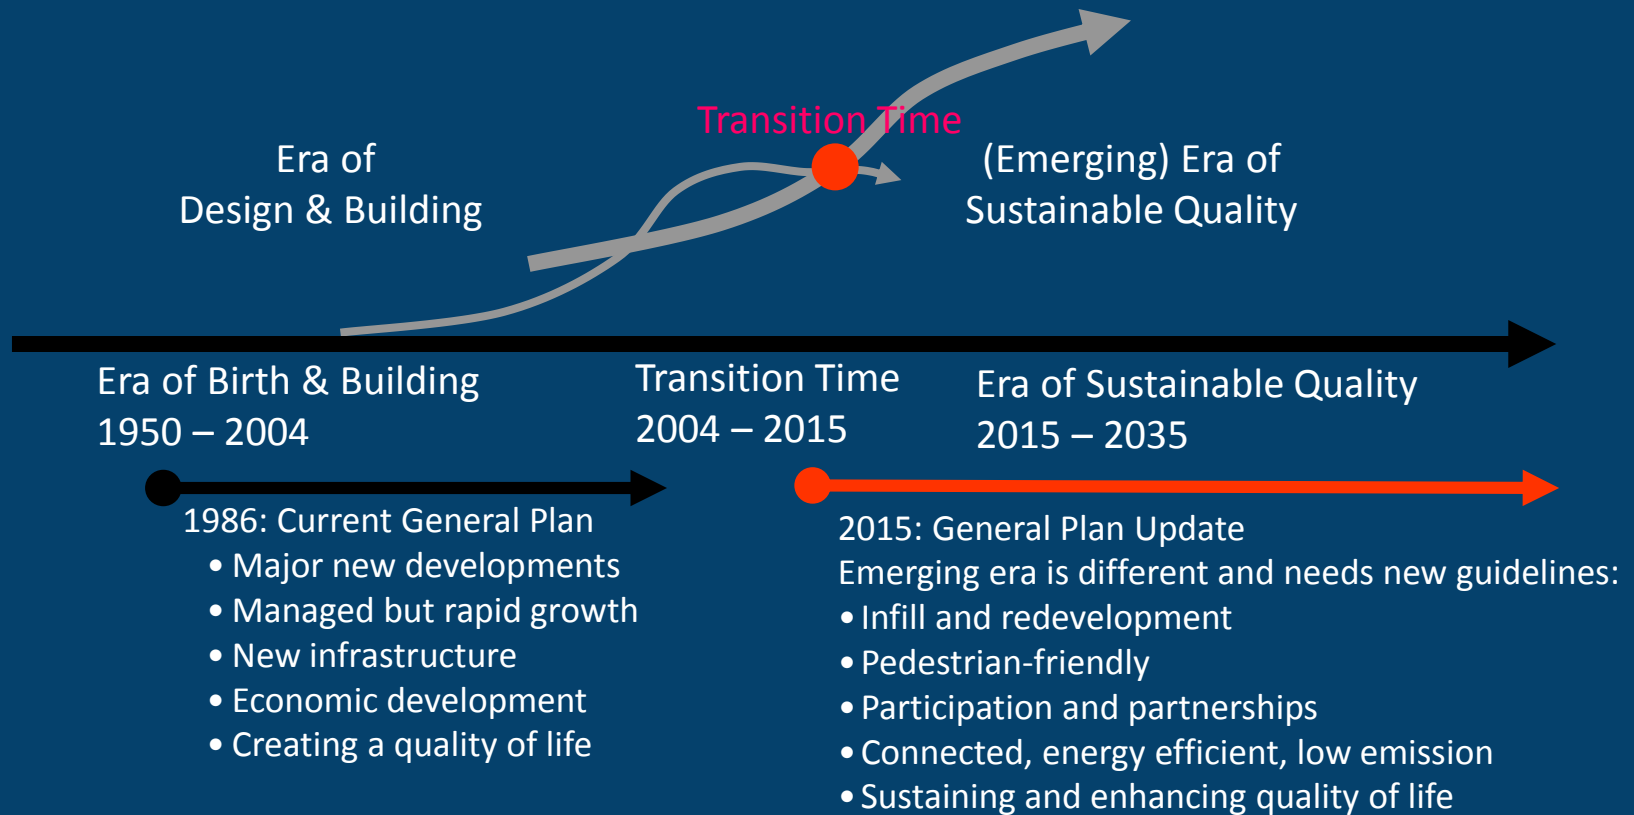 Transition Time
Era of
Design & Building
(Emerging) Era of
Sustainable Quality
Era of Birth & Building
1950 – 2004
Transition Time
2004 – 2015
Era of Sustainable Quality
2015 – 2035
1986: Current General Plan
• Major new developments
• Managed but rapid growth
• New infrastructure
• Economic development
• Creating a quality of life
2015: General Plan Update
Emerging era is different and needs new guidelines:
• Infill and redevelopment
• Pedestrian-friendly
• Participation and partnerships
• Connected, energy efficient, low emission
• Sustaining and enhancing quality of life